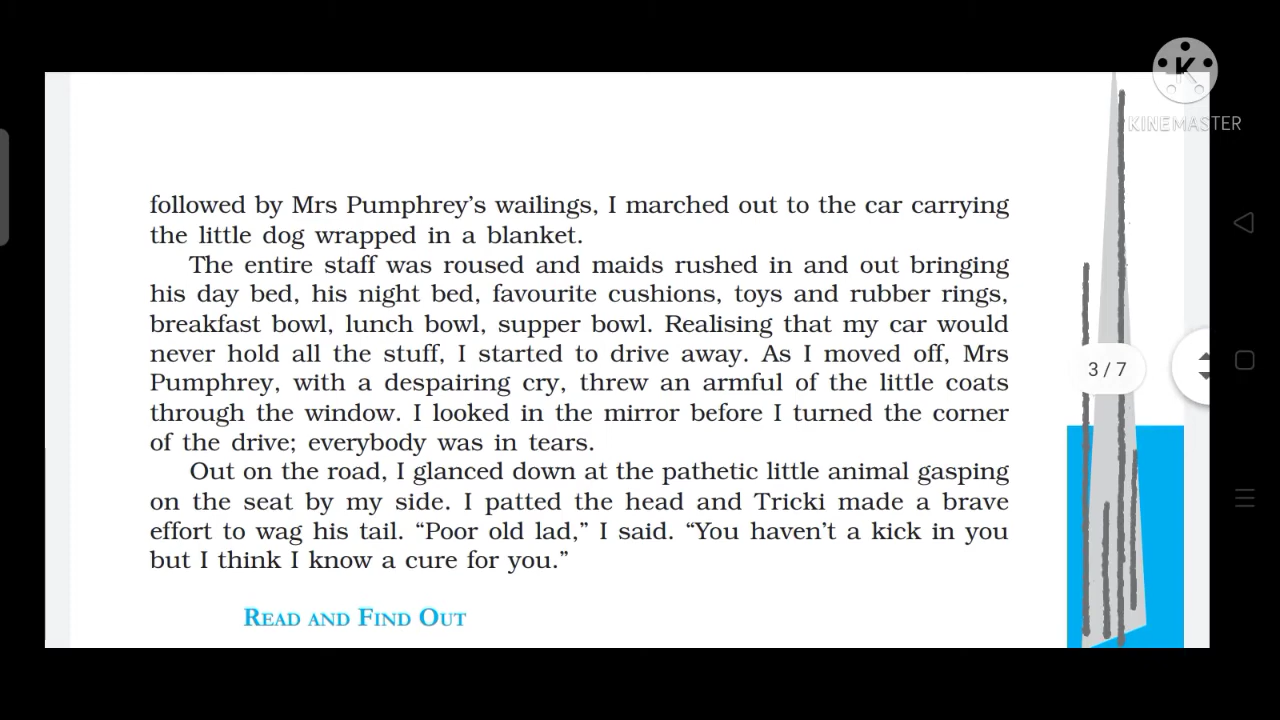 KINEMASTER
followed by Mrs Pumphrey's wailings, I marched out to the car carrying
the little dog wrapped in a blanket.
The entire staff was roused and maids rushed in and out bringing
his day bed, his night bed, favourite cushions, toys and rubber rings,
breakfast bowl, lunch bowl, supper bowl. Realising that my car would
never hold all the stuff, I started to drive away. As I moved off, Mrs
Pumphrey, with a despairing cry, threw an armful of the little coats
through the window. I looked in the mirror before I turned the corner
of the drive; everybody was in tears.
Out on the road, I glanced down at the pathetic little animal gasping
on the seat by my side. I patted the head and Tricki made a brave
effort to wag his tail. “Poor old lad,” I said. “You haven't a kick in you
but I think I know a cure for you.”
READ AND FIND OUT
3 / 7